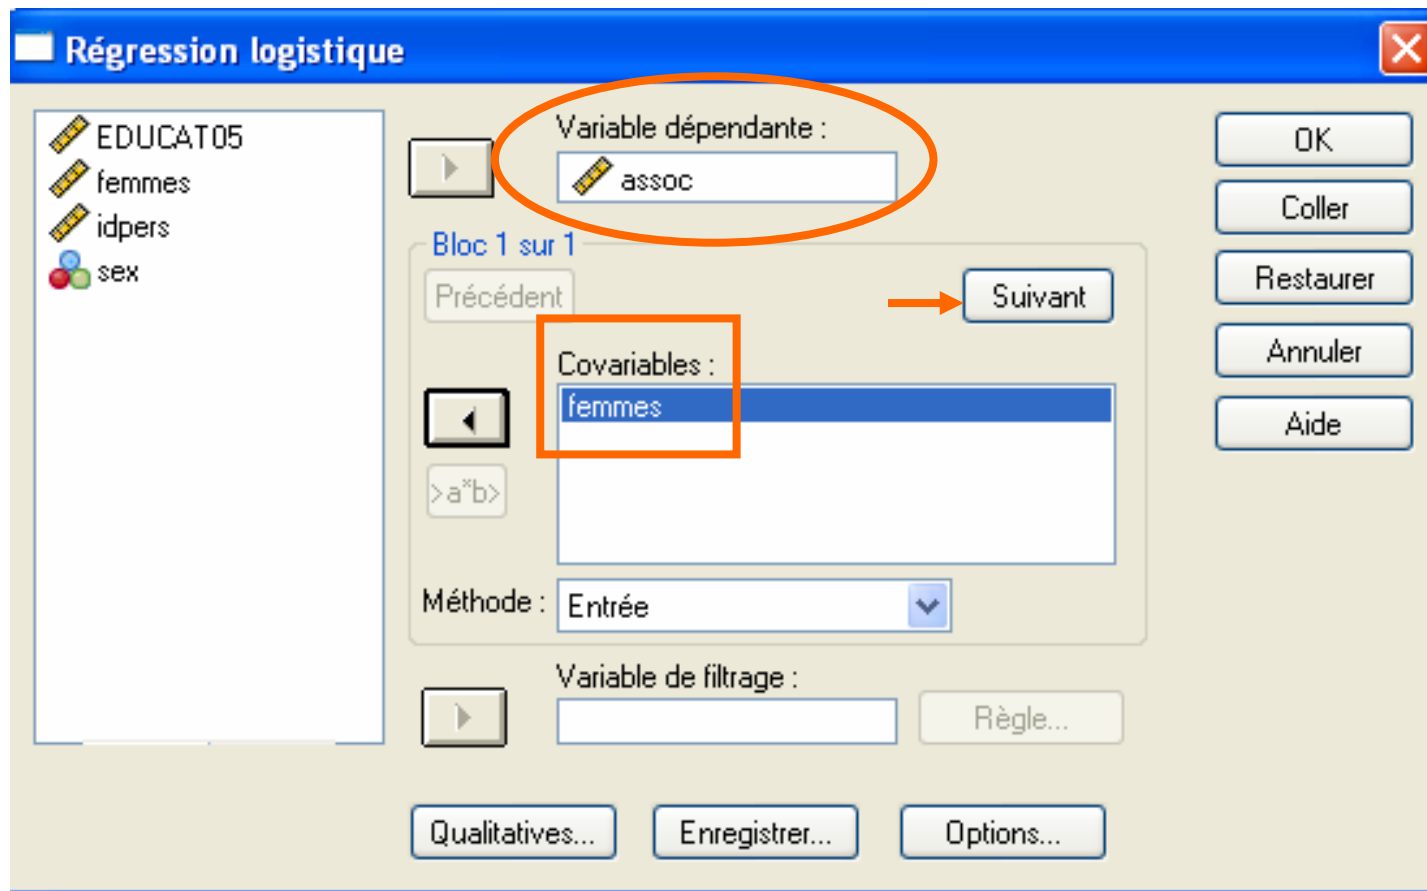 Régression logistique
EDUCAT05
femmes
idpers
sex
Variable dépendante :
assoc
Bloc 1 sur 1
Précédent
Suivant
Covariables :
femmes
>a*b>
Méthode :
Entrée
Variable de filtrage :
Règle...
Qualitatives...
Enregistrer...
Options...
OK
Coller
Restaurer
Annuler
Aide